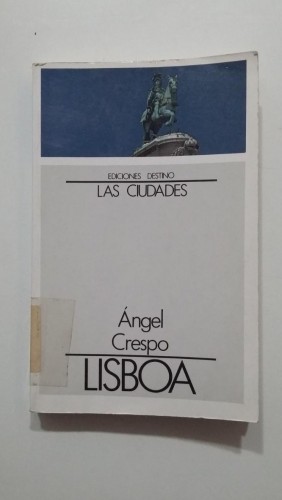 EDICIONES DESTINO
LAS CIUDADES
Ángel
Crespo
LISBOA